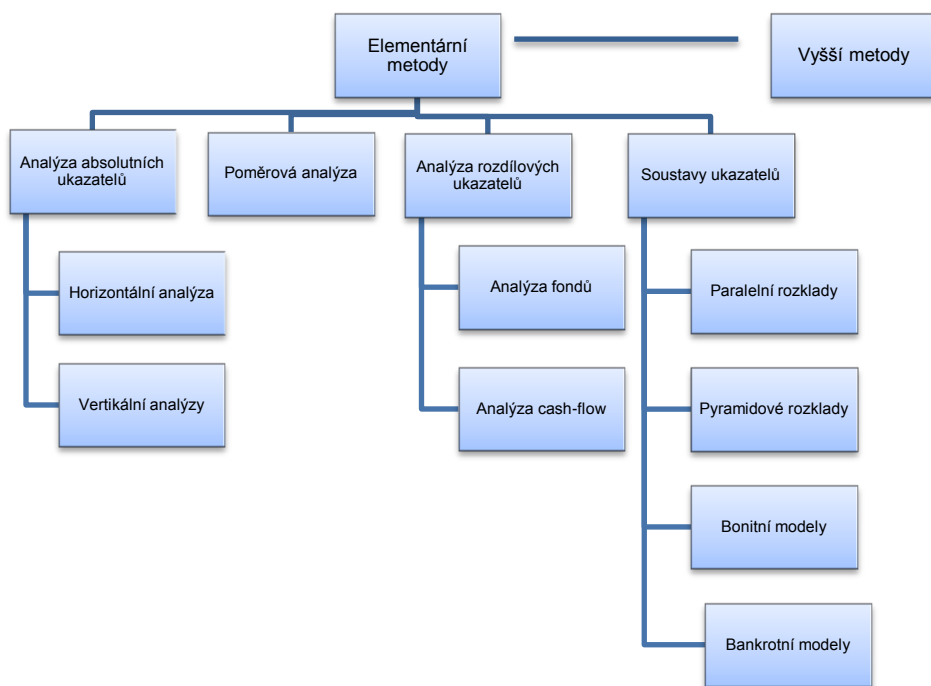 Elementární
metody
Vyšší metody
Analýza absolutních
ukazatelů
Poměrová analýza
Analýza rozdílových
ukazatelů
Soustavy ukazatelů
Horizontální analýza
Analýza fondů
Paralelní rozklady
Vertikální analýzy
Analýza cash-flow
Pyramidové rozklady
Bonitní modely
Bankrotní modely